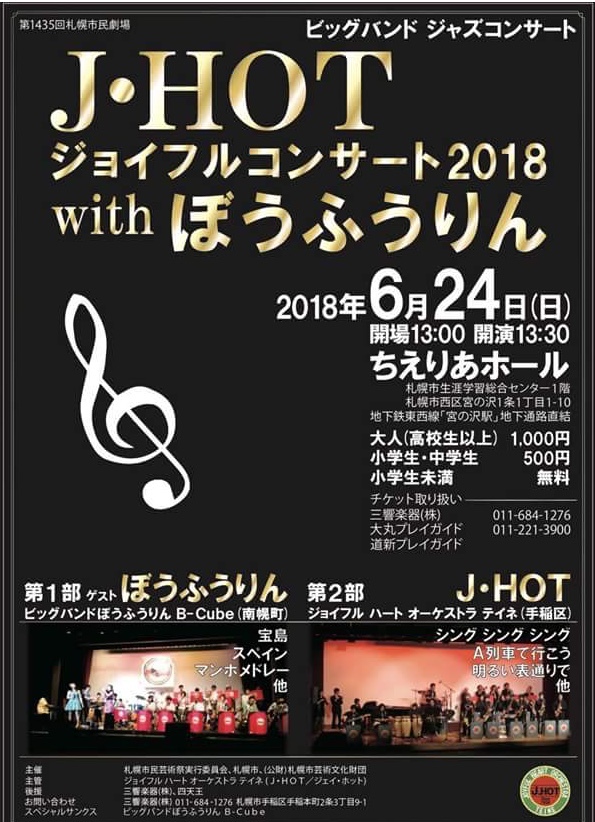 第1435回札幌市民劇場
ビッグバンド ジャズコンサート
J・HOT
ジョイフルコンサート2018
with ぼうふうりん
2018年6月24日(日)
開場13:00 開演13:30
ちえりあホール
札幌市生涯学習総合センター1階
札幌市西区宮の沢1条1丁目1-10
地下鉄東西線「宮の沢駅」地下通路直結
大人(高校生以上) 1,000円
小学生・中学生 500円
小学生未満 無料
チケット取り扱い
三響楽器(株) 011-684-1276
大丸プレイガイド 011-221-3900
道新プレイガイド
第1部 ゲスト ぼうふうりん
ビッグバンドぼうふうりん B-Cube(南幌町)
宝島
スペイン
マンボメドレー
他
第2部 J・HOT
ジョイフル ハート オーケストラ テイネ(手稲区)
シング シング シング
A列車で行こう
明るい表通りで
他
主催 札幌市民芸術祭実行委員会、札幌市、(公財)札幌市芸術文化財団
主管 ジョイフル ハート オーケストラ テイネ(J・HOT/ジェイ・ホット)
後援 三響楽器(株)、四天王
お問い合わせ 三響楽器(株) 011-684-1276 札幌市手稲区手稲本町2条3丁目9-1
スペシャルサンクス ビッグバンドぼうふうりん B-Cube
JOYFUL HEART ORCHESTRA
J.HOT
TEINE